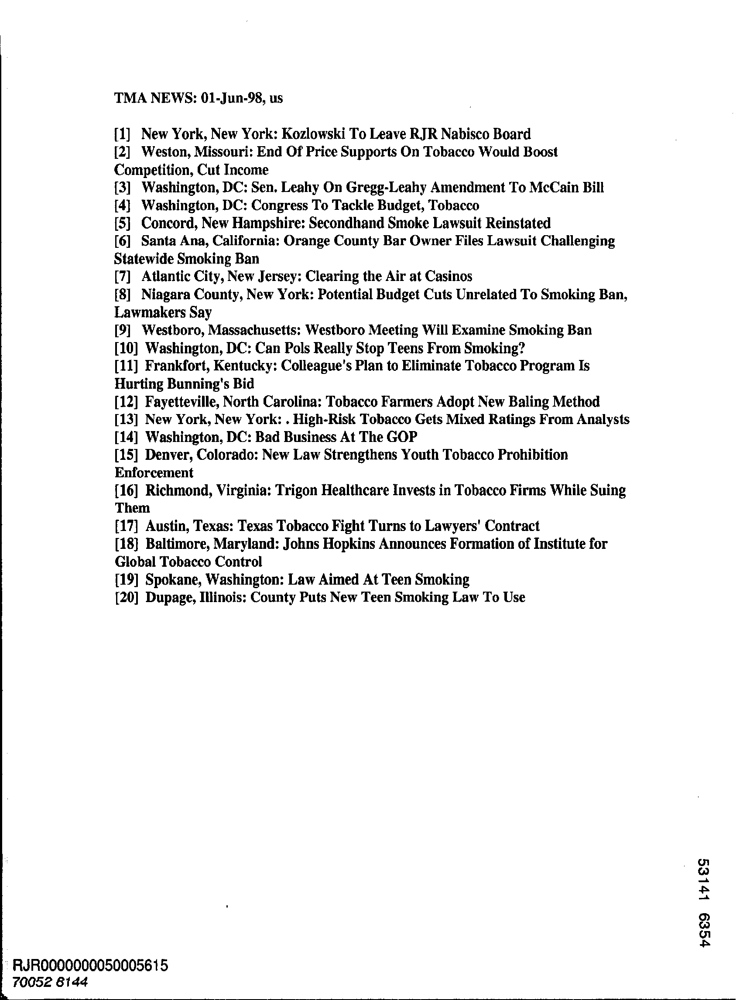 TMA NEWS: 01-Jun-98, us
[1] New York, New York: Kozlowski To Leave RJR Nabisco Board
[2] Weston, Missouri: End Of Price Supports On Tobacco Would Boost
Competition, Cut Income
[3] Washington, DC: Sen. Leahy On Gregg-Leahy Amendment To McCain Bill
[4] Washington, DC: Congress To Tackle Budget, Tobacco
[5] Concord, New Hampshire: Secondhand Smoke Lawsuit Reinstated
[6] Santa Ana, California: Orange County Bar Owner Files Lawsuit Challenging
Statewide Smoking Ban
[7] Atlantic City, New Jersey: Clearing the Air at Casinos
[8] Niagara County, New York: Potential Budget Cuts Unrelated To Smoking Ban,
Lawmakers Say
[9] Westboro, Massachusetts: Westboro Meeting Will Examine Smoking Ban
[10] Washington, DC: Can Pols Really Stop Teens From Smoking?
[11] Frankfort, Kentucky: Colleague's Plan to Eliminate Tobacco Program Is
Hurting Bunning's Bid
[12] Fayetteville, North Carolina: Tobacco Farmers Adopt New Baling Method
[13] New York, New York: . High-Risk Tobacco Gets Mixed Ratings From Analysts
[14] Washington, DC: Bad Business At The GOP
[15] Denver, Colorado: New Law Strengthens Youth Tobacco Prohibition
Enforcement
[16] Richmond, Virginia: Trigon Healthcare Invests in Tobacco Firms While Suing
Them
[17] Austin, Texas: Texas Tobacco Fight Turns to Lawyers' Contract
[18] Baltimore, Maryland: Johns Hopkins Announces Formation of Institute for
Global Tobacco Control
[19] Spokane, Washington: Law Aimed At Teen Smoking
[20] Dupage, Illinois: County Puts New Teen Smoking Law To Use
53141 6354
RJR0000000050005615
70052 6144